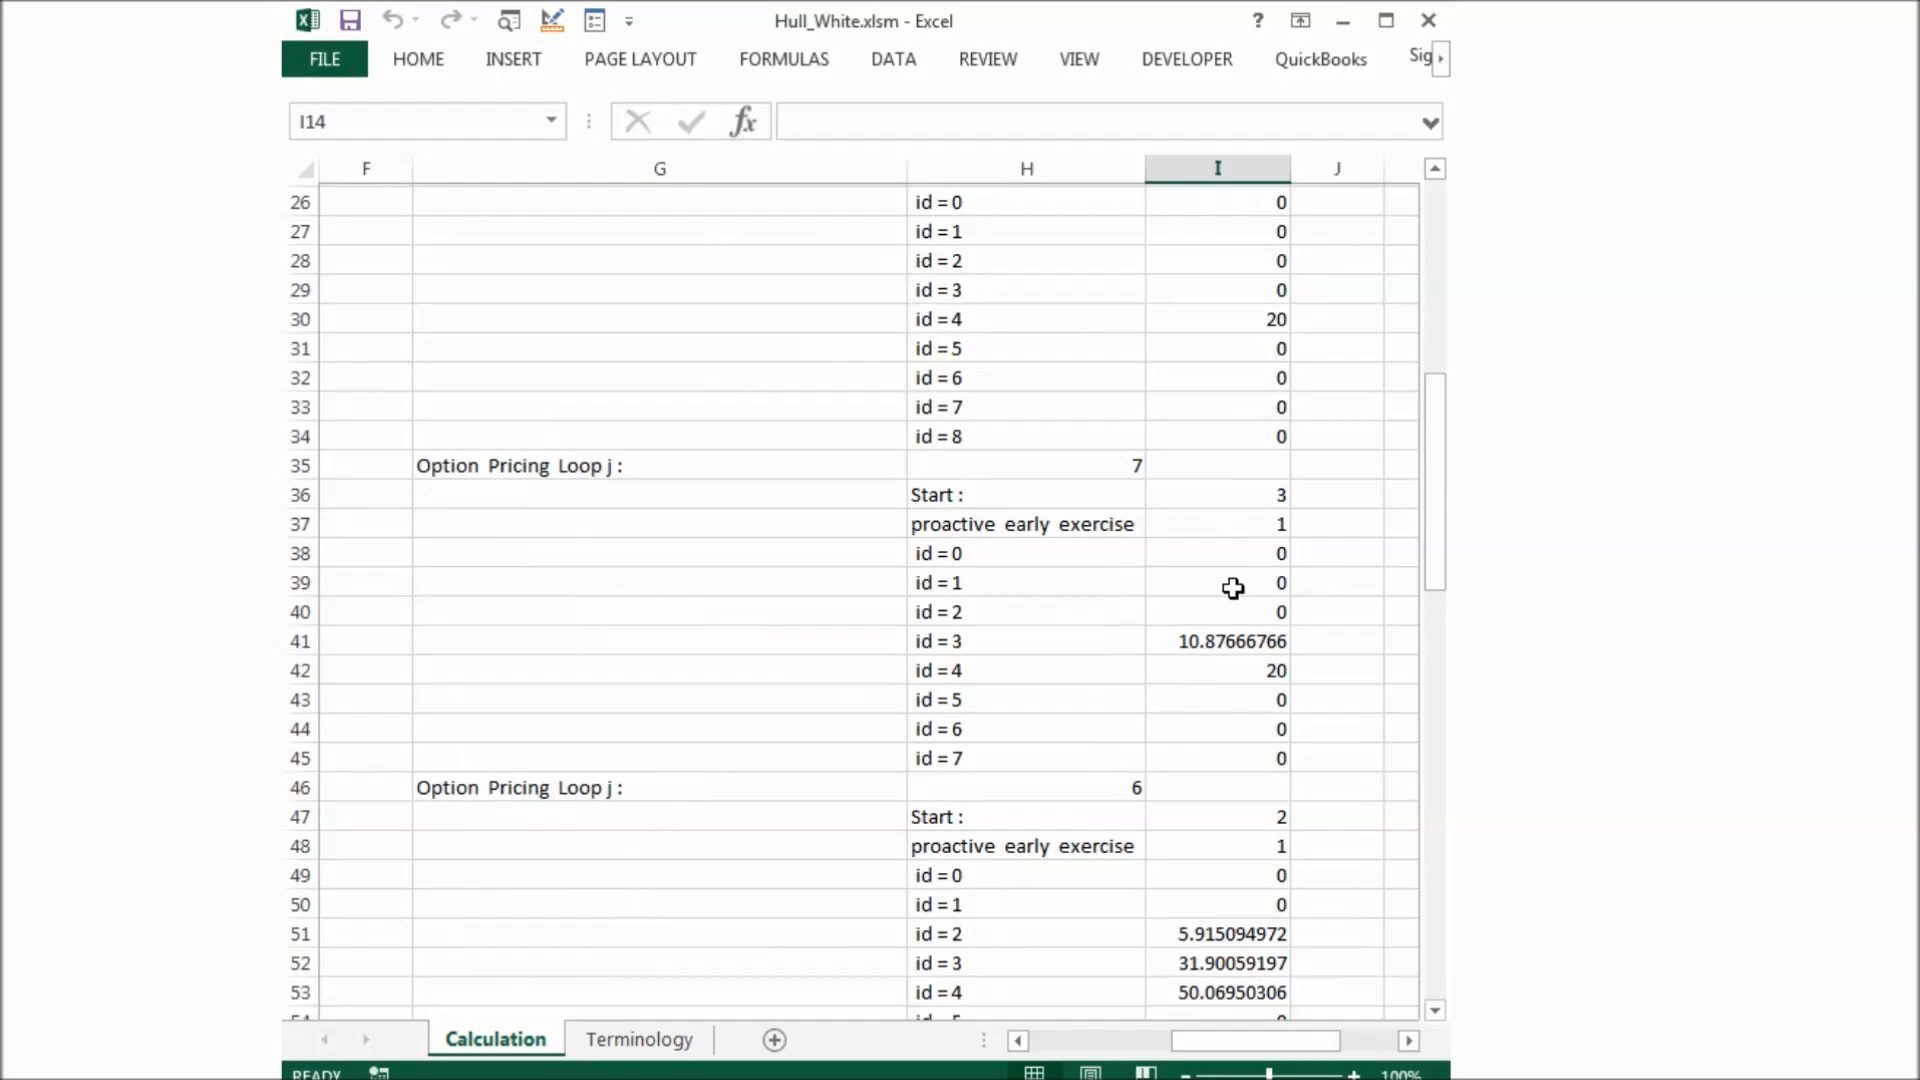 Hull_White.xlsm - Excel
?
FILE HOME INSERT PAGE LAYOUT FORMULAS DATA REVIEW VIEW DEVELOPER QuickBooks Sig
I14 fx
F G H I J
26 id = 0 0
27 id = 1 0
28 id = 2 0
29 id = 3 0
30 id = 4 20
31 id = 5 0
32 id = 6 0
33 id = 7 0
34 id = 8 0
35 Option Pricing Loop j : 7
36 Start : 3
37 proactive early exercise 1
38 id = 0 0
39 id = 1 0
40 id = 2 0
41 id = 3 10.87666766
42 id = 4 20
43 id = 5 0
44 id = 6 0
45 id = 7 0
46 Option Pricing Loop j : 6
47 Start : 2
48 proactive early exercise 1
49 id = 0 0
50 id = 1 0
51 id = 2 5.915094972
52 id = 3 31.90059197
53 id = 4 50.06950306
54 id = 5 0
Calculation Terminology
READY 100%